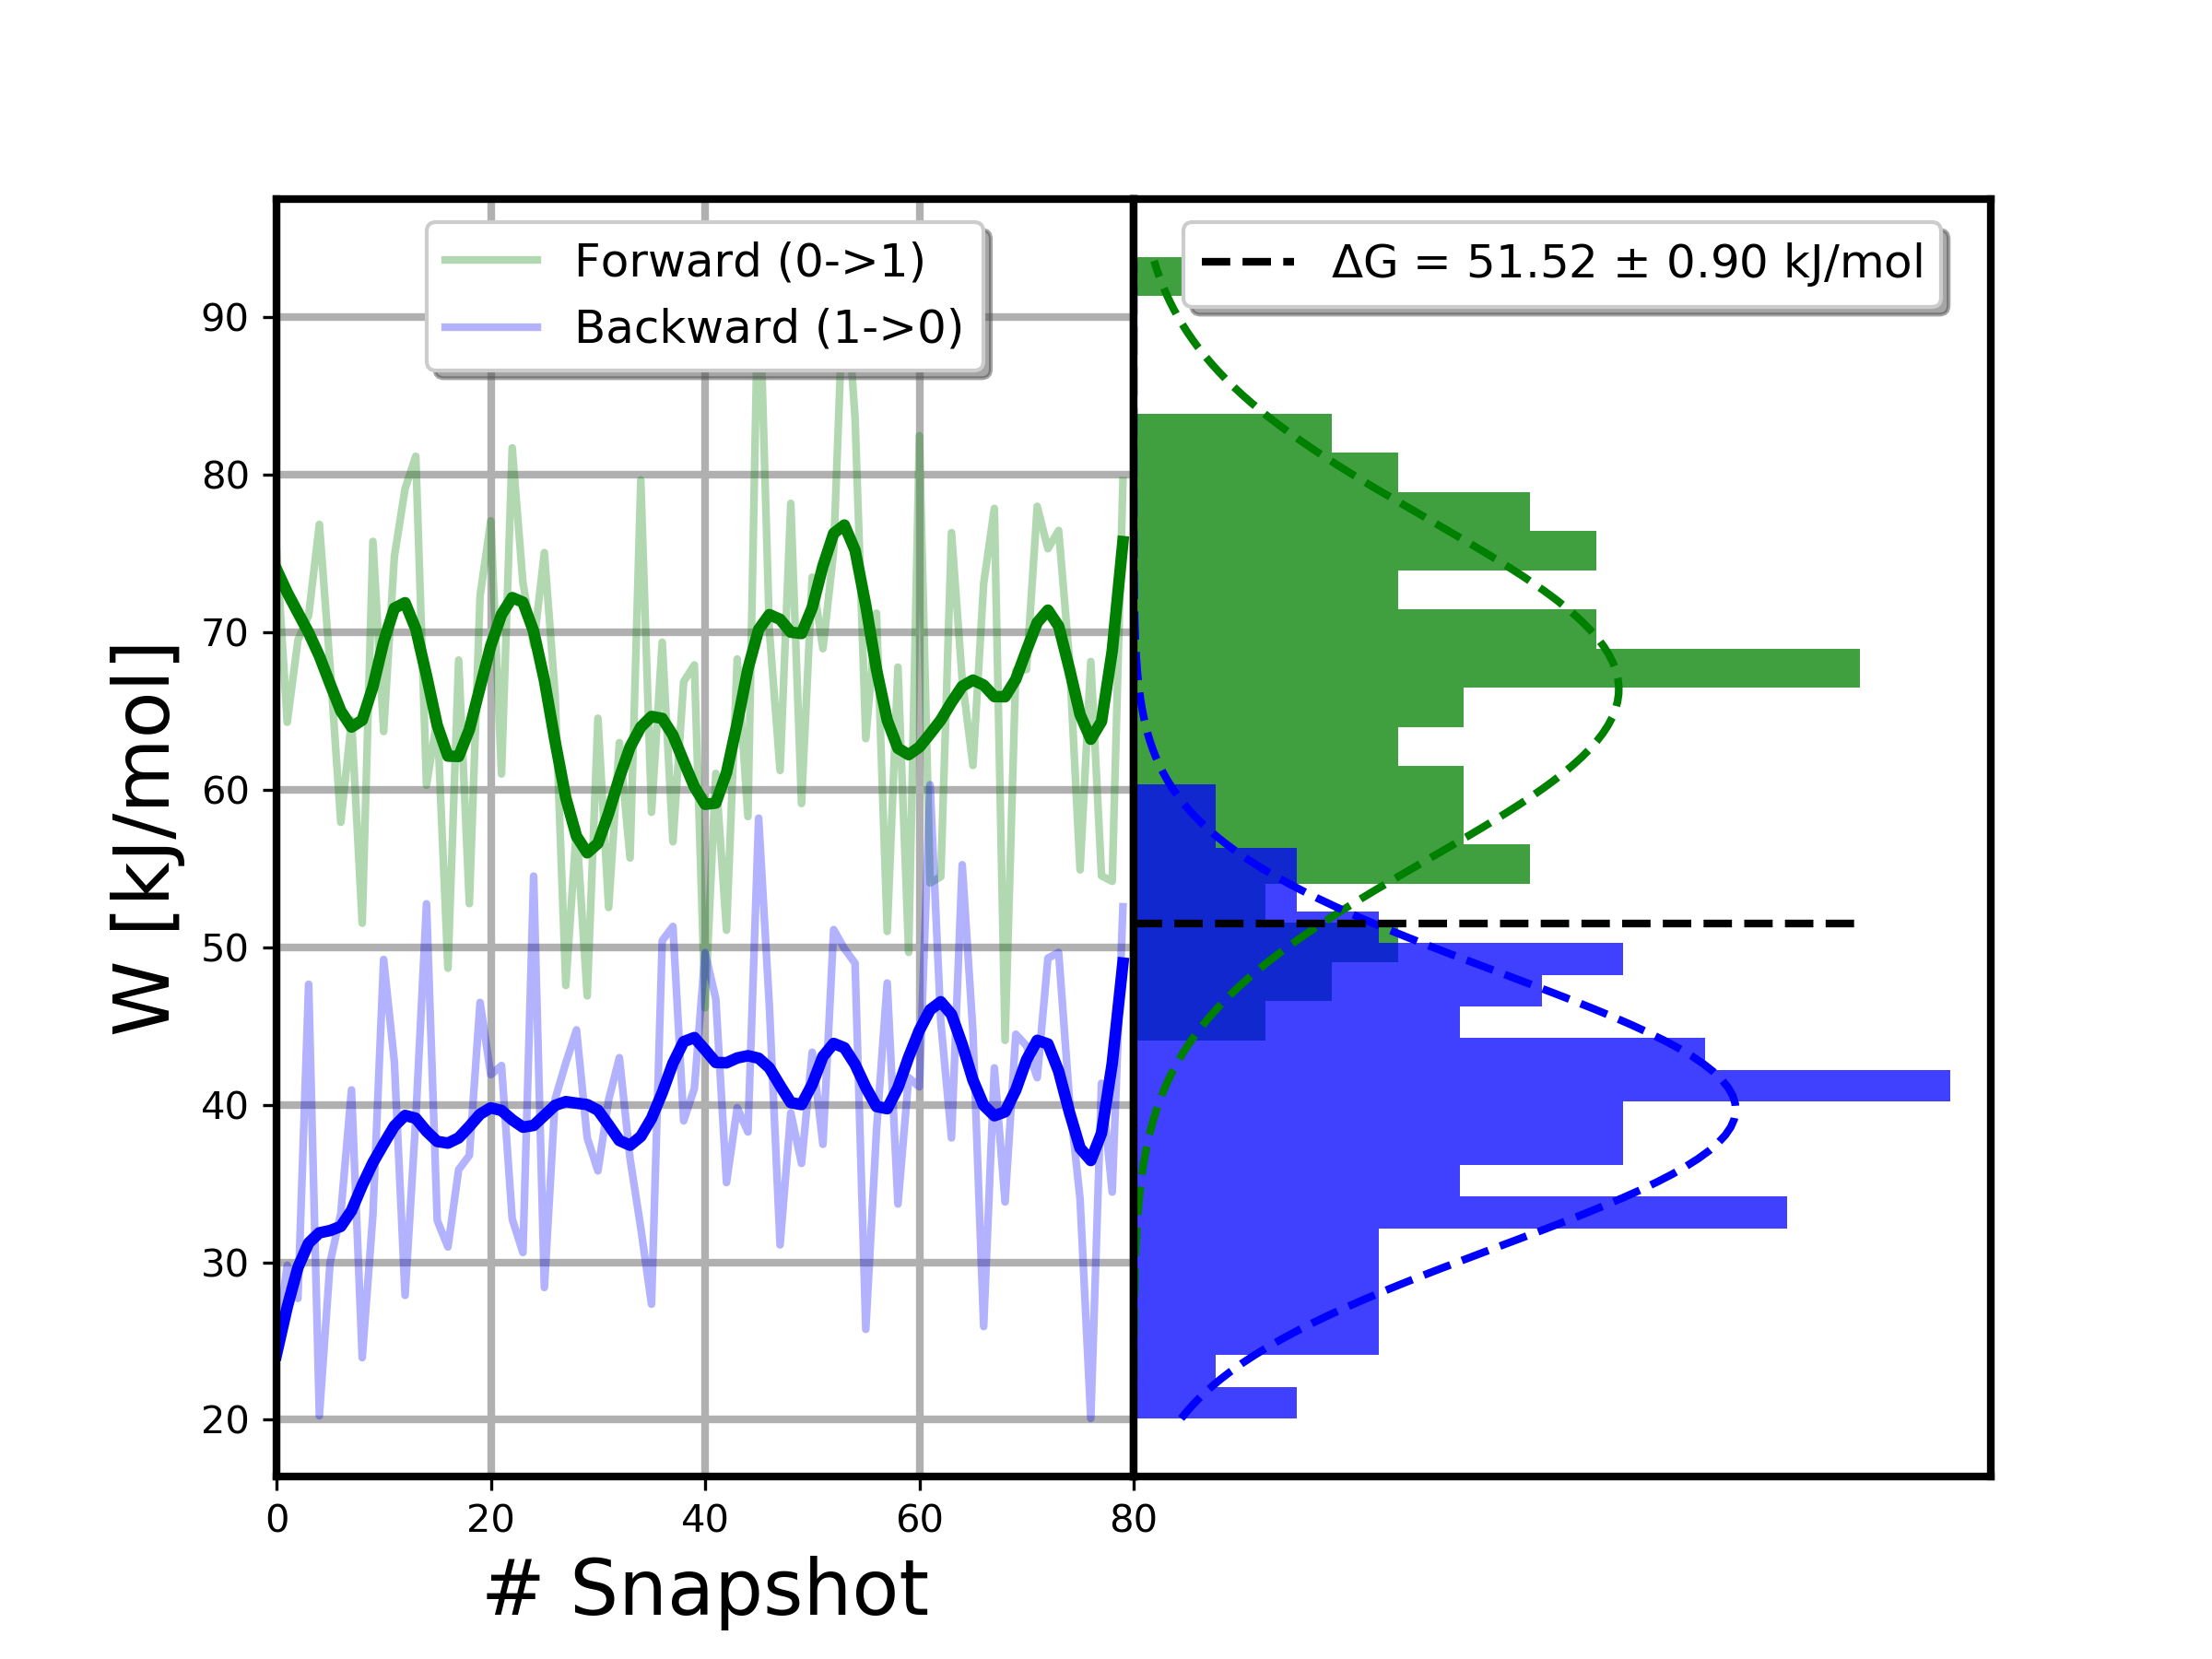 Forward (0->1)
Backward (1->0)
ΔG = 51.52 ± 0.90 kJ/mol
90
80
70
60
50
40
30
20
W [kJ/mol]
0 20 40 60 80
# Snapshot